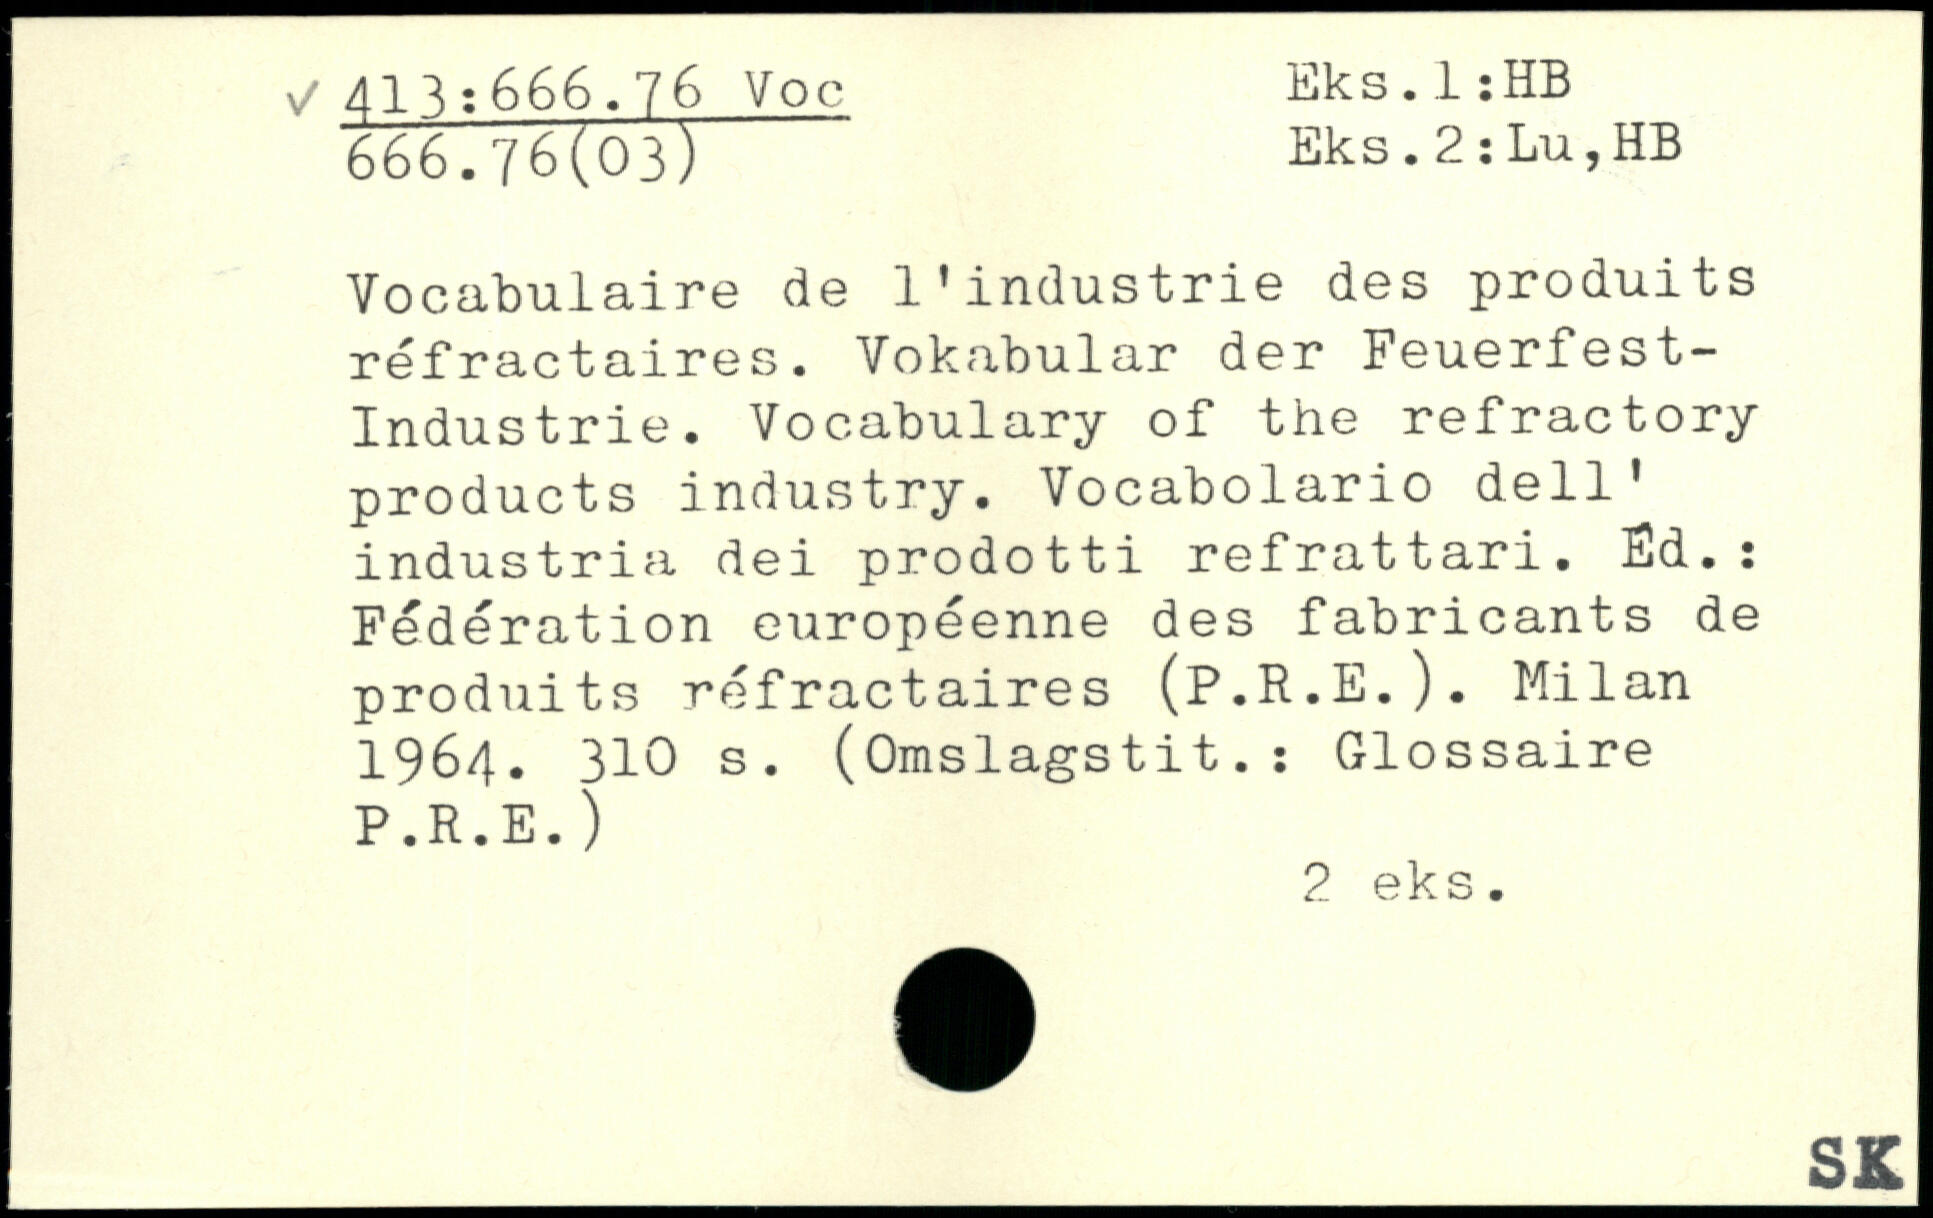 ✓ 413:666.76 Voc
666.76(03)
Eks.1:HB
Eks.2:Lu,HB
Vocabulaire de l'industrie des produits
réfractaires. Vokabular der Feuerfest-
Industrie. Vocabulary of the refractory
products industry. Vocabolario dell'
industria dei prodotti refrattari. Éd.:
Fédération européenne des fabricants de
produits réfractaires (P.R.E.). Milan
1964. 310 s. (Omslagstit.: Glossaire
P.R.E.)
2 eks.
SK